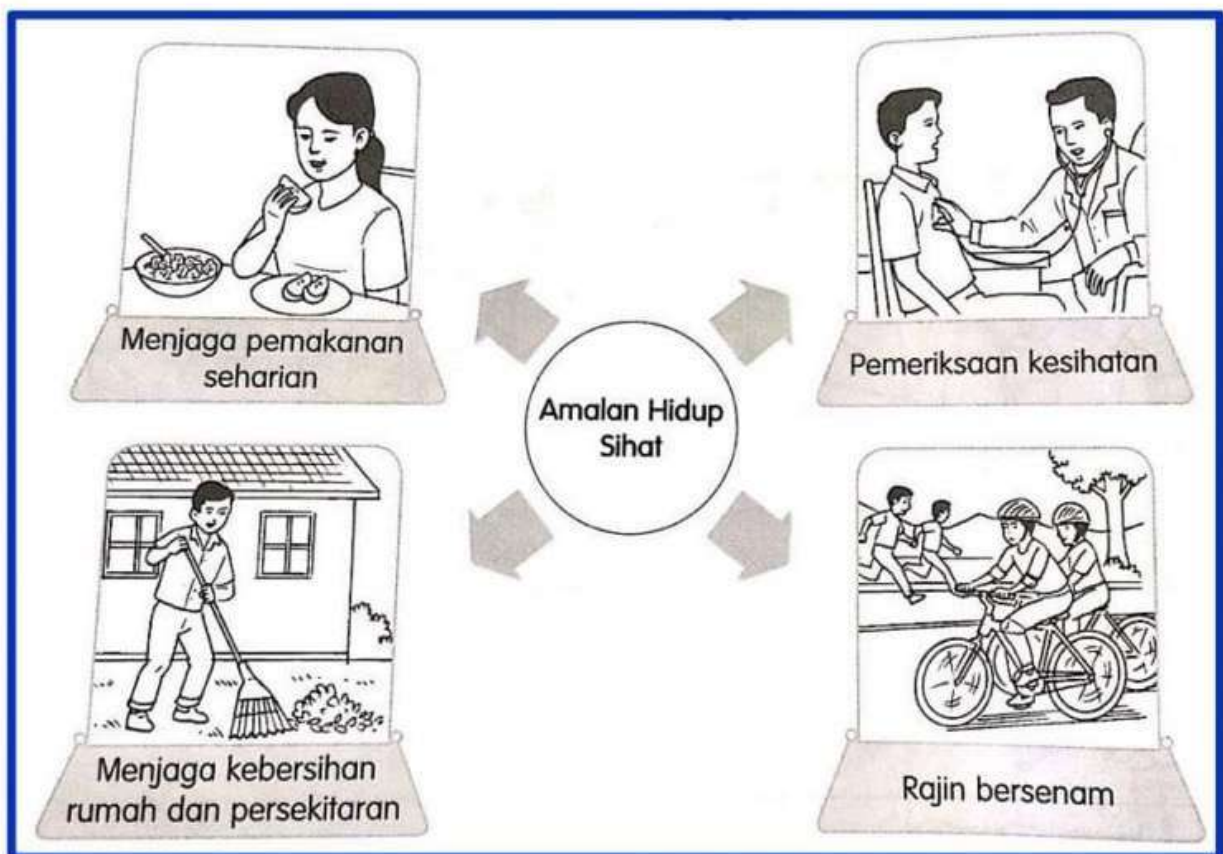 Menjaga pemakanan
seharian
Pemeriksaan kesihatan
Amalan Hidup
Sihat
Menjaga kebersihan
rumah dan persekitaran
Rajin bersenam